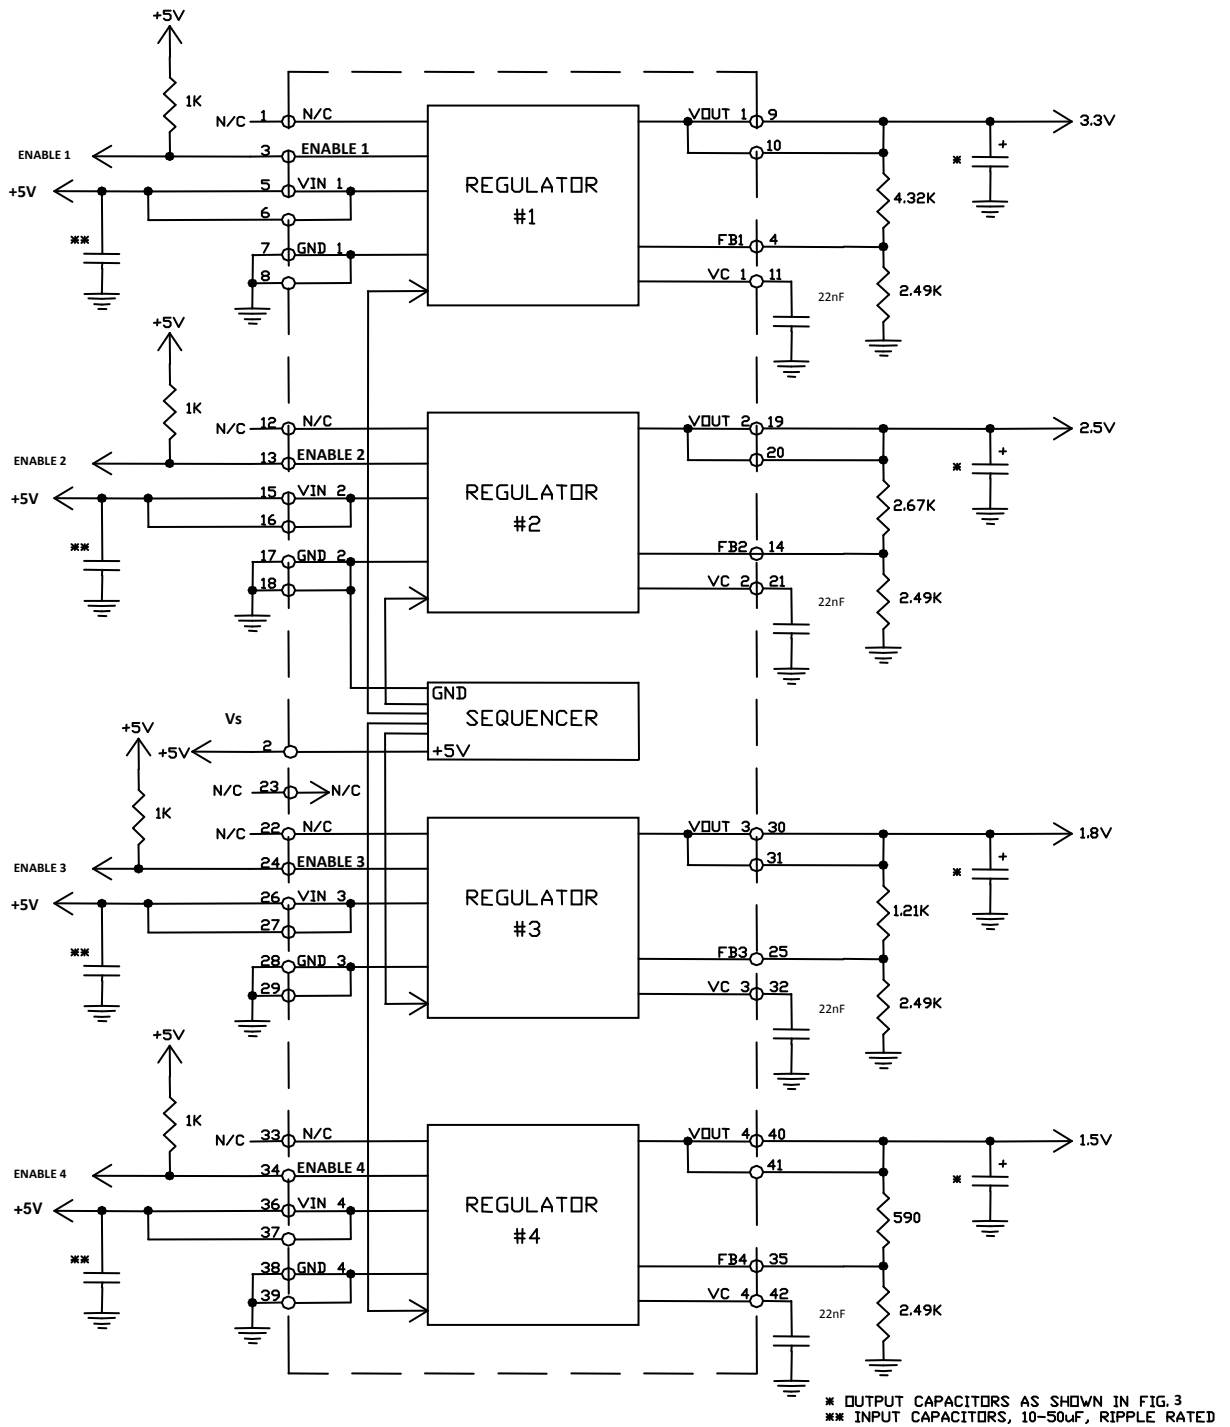 +5V
1K
N/C 1 N/C
VOUT 1 9
3.3V
ENABLE 1
3 ENABLE 1
10
* +
+5V
5 VIN 1
REGULATOR
#1
4.32K
6
**
7 GND 1
FB1 4
8
VC 1 11
22nF
2.49K
+5V
1K
N/C 12 N/C
VOUT 2 19
2.5V
ENABLE 2
13 ENABLE 2
20
* +
+5V
15 VIN 2
REGULATOR
#2
2.67K
16
**
17 GND 2
FB2 14
18
VC 2 21
22nF
2.49K
GND
SEQUENCER
+5V
Vs
+5V 2
+5V
1K
N/C 23 N/C
N/C 22 N/C
VOUT 3 30
1.8V
ENABLE 3
24 ENABLE 3
31
* +
+5V
26 VIN 3
REGULATOR
#3
1.21K
27
**
28 GND 3
FB3 25
29
VC 3 32
22nF
2.49K
+5V
1K
N/C 33 N/C
VOUT 4 40
1.5V
ENABLE 4
34 ENABLE 4
41
* +
+5V
36 VIN 4
REGULATOR
#4
590
37
**
38 GND 4
FB4 35
39
VC 4 42
22nF
2.49K
* OUTPUT CAPACITORS AS SHOWN IN FIG. 3
** INPUT CAPACITORS, 10-50uF, RIPPLE RATED